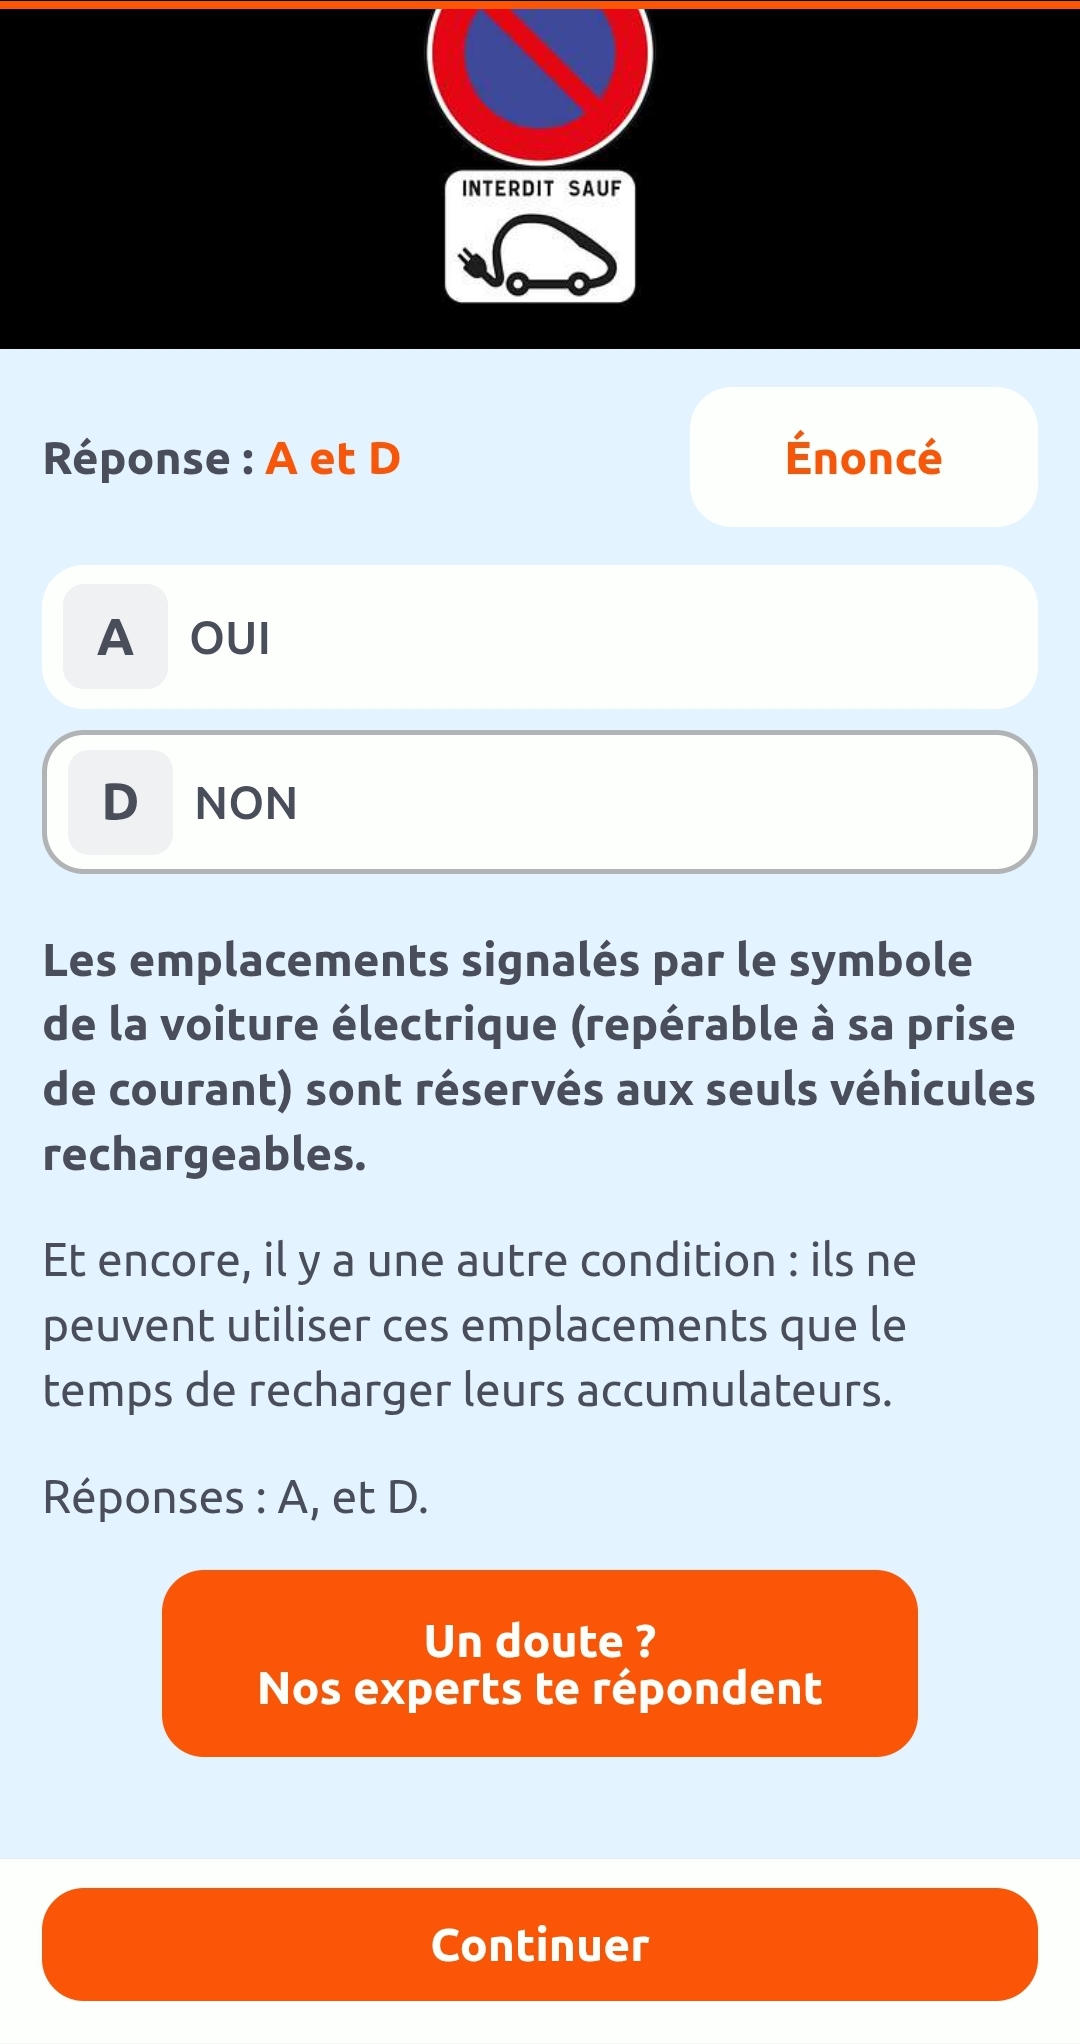 INTERDIT SAUF
Réponse : A et D
Énoncé
A OUI
D NON
Les emplacements signalés par le symbole
de la voiture électrique (repérable à sa prise
de courant) sont réservés aux seuls véhicules
rechargeables.
Et encore, il y a une autre condition : ils ne
peuvent utiliser ces emplacements que le
temps de recharger leurs accumulateurs.
Réponses : A, et D.
Un doute ?
Nos experts te répondent
Continuer